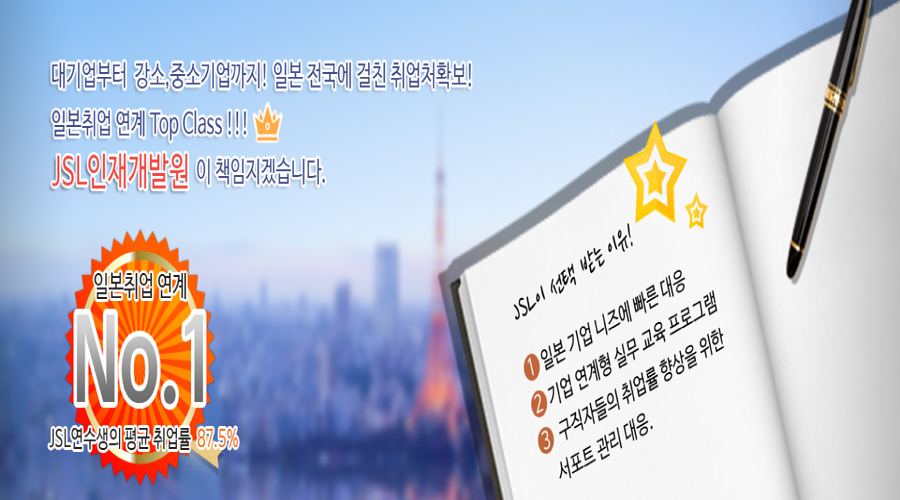 대기업부터 강소,중소기업까지! 일본 전국에 걸친 취업처확보!
일본취업 연계 Top Class ! ! !
JSL인재개발원 이 책임지겠습니다.
일본취업 연계
No.1
JSL연수생의 평균 취업률 87.5%
JSL이 선택 받는 이유!
1 일본 기업 니즈에 빠른 대응
2 기업 연계형 실무 교육 프로그램
3 구직자들의 취업률 향상을 위한
서포트 관리 대응.